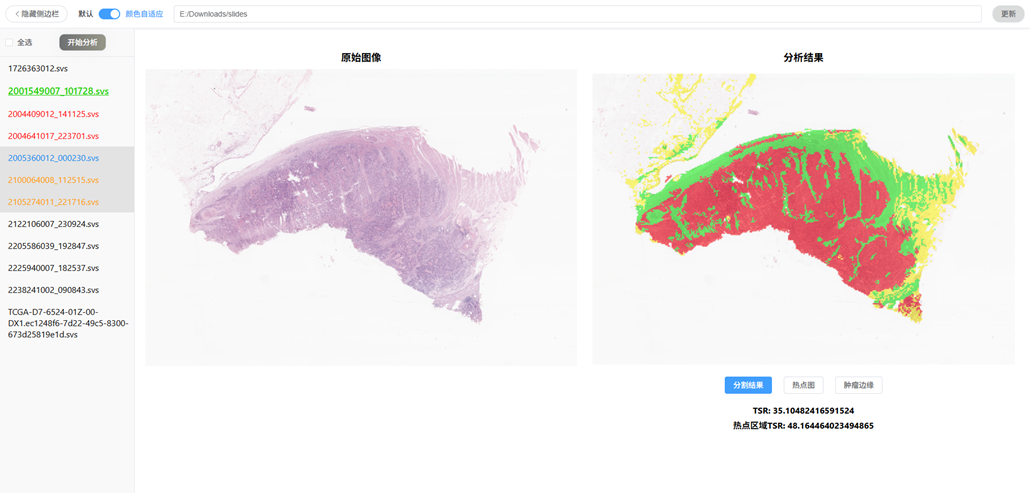 隐藏侧边栏 默认 颜色自适应 E:/Downloads/slides 更新
全选 开始分析
1726363012.svs
2001549007_101728.svs
2004409012_141125.svs
2004641017_223701.svs
2005360012_000230.svs
2100064008_112515.svs
2105274011_221716.svs
2122106007_230924.svs
2205586039_192847.svs
2225940007_182537.svs
2238241002_090843.svs
TCGA-D7-6524-01Z-00-
DX1.ec1248f6-7d22-49c5-8300-
673d25819e1d.svs
原始图像
分析结果
分割结果 热点图 肿瘤边缘
TSR: 35.10482416591524
热点区域TSR: 48.164464023494865